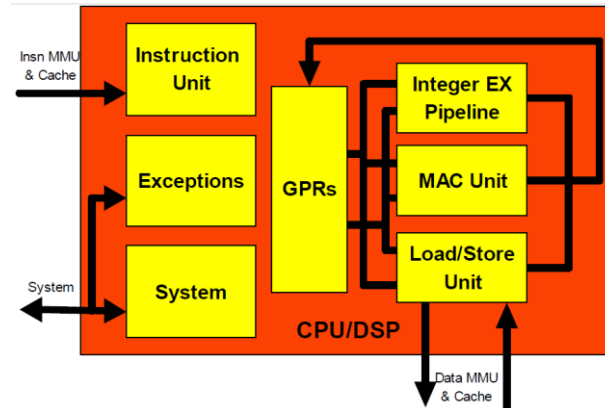 Insn MMU
& Cache
Instruction
Unit
Integer EX
Pipeline
Exceptions
GPRs
MAC Unit
System
System
Load/Store
Unit
CPU/DSP
Data MMU
& Cache